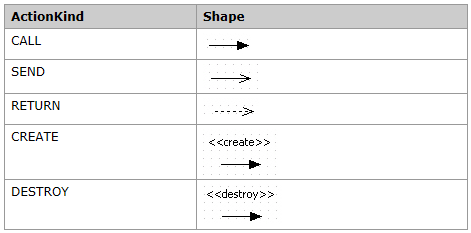 ActionKind Shape
CALL
SEND
RETURN
CREATE <<create>>
DESTROY <<destroy>>